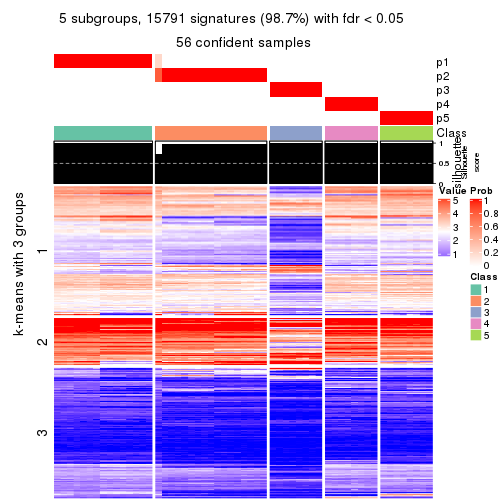 5 subgroups, 15791 signatures (98.7%) with fdr < 0.05
56 confident samples
p1
p2
p3
p4
p5
Class
1
0.5
0
silhouette
Silhouette
score
k-means with 3 groups
1
2
3
Value
5
4
3
2
1
Prob
1
0.8
0.6
0.4
0.2
0
Class
1
2
3
4
5